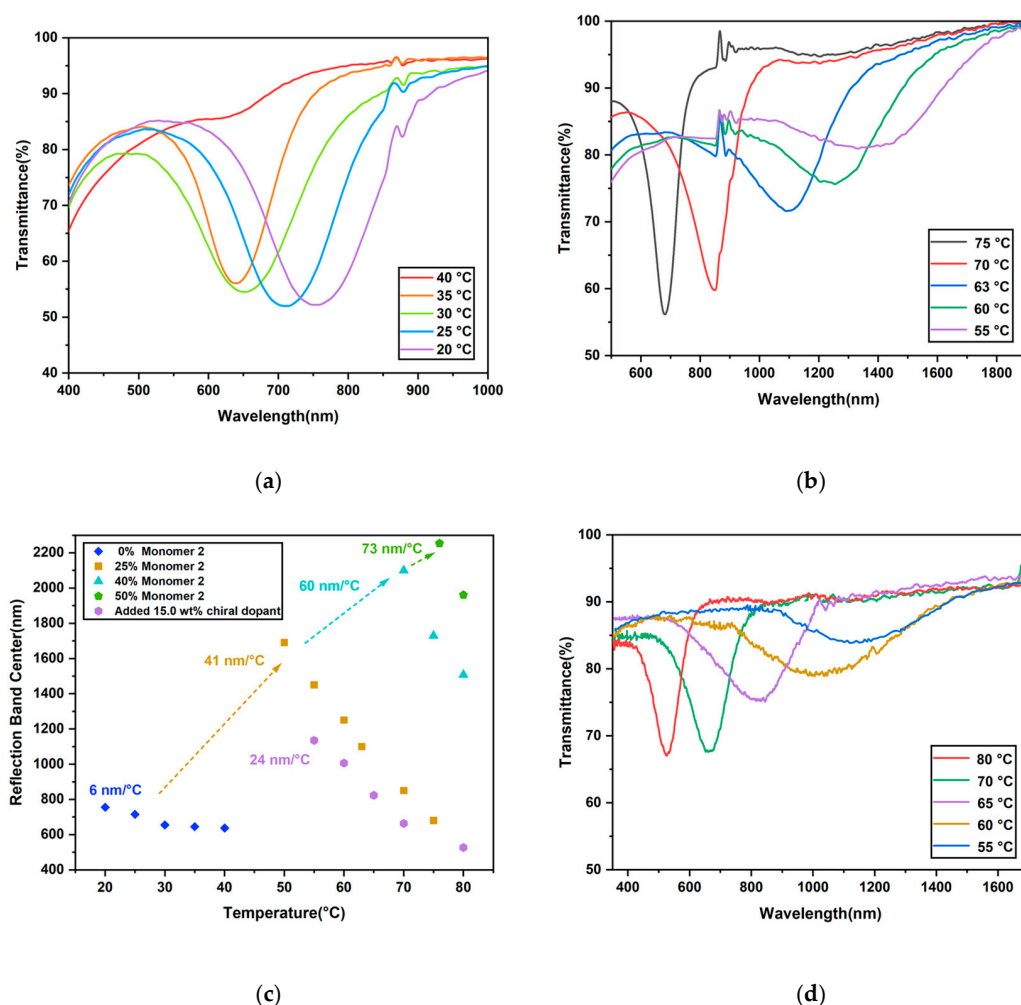 100
90
80
70
60
50
40
400 500 600 700 800 900 1000
Transmittance(%)
Wavelength(nm)
40 °C
35 °C
30 °C
25 °C
20 °C
(a)
100
90
80
70
60
50
600 800 1000 1200 1400 1600 1800
Transmittance(%)
Wavelength(nm)
75 °C
70 °C
63 °C
60 °C
55 °C
(b)
2200
2000
1800
1600
1400
1200
1000
800
600
400
20 30 40 50 60 70 80
Reflection Band Center(nm)
Temperature(°C)
0% Monomer 2
25% Monomer 2
40% Monomer 2
50% Monomer 2
Added 15.0 wt% chiral dopant
73 nm/°C
60 nm/°C
41 nm/°C
24 nm/°C
6 nm/°C
(c)
100
90
80
70
60
50
400 600 800 1000 1200 1400 1600
Transmittance(%)
Wavelength(nm)
80 °C
70 °C
65 °C
60 °C
55 °C
(d)